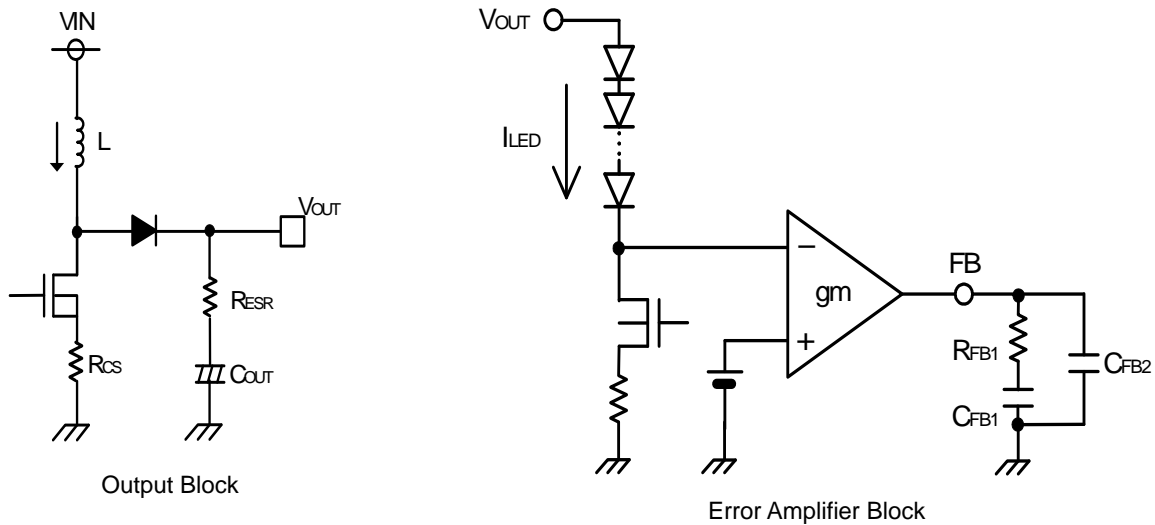 VIN
L
VOUT
RESR
RCS
COUT
Output Block
VOUT
ILED
−
gm
+
FB
RFB1
CFB2
CFB1
Error Amplifier Block